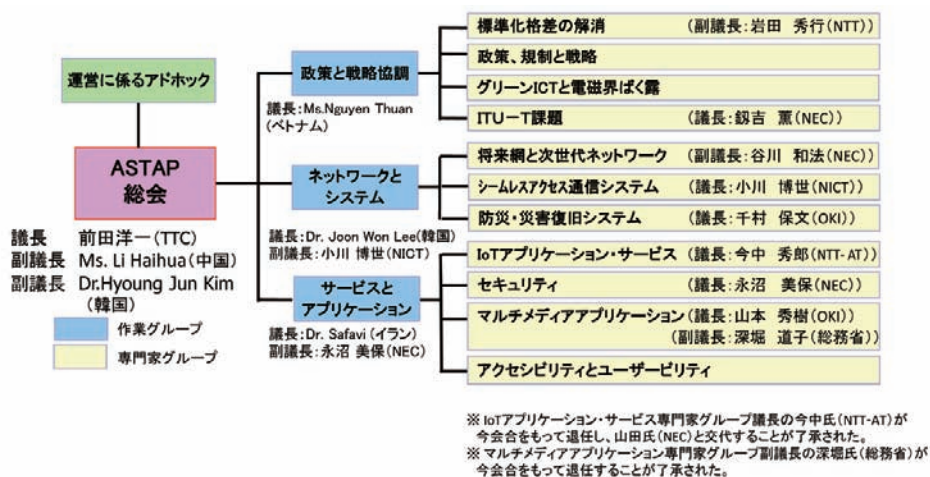 運営に係るアドホック
ASTAP
総会
議長 前田洋一(TTC)
副議長 Ms. Li Haihua(中国)
副議長 Dr.Hyoung Jun Kim
(韓国)
作業グループ
専門家グループ
政策と戦略協調
議長:Ms.Nguyen Thuan
(ベトナム)
標準化格差の解消 (副議長:岩田 秀行(NTT))
政策、規制と戦略
グリーンICTと電磁界ばく露
ITU-T課題 (議長:釼吉 薫(NEC))
ネットワークと
システム
議長:Dr. Joon Won Lee(韓国)
副議長:小川 博世(NICT)
将来網と次世代ネットワーク (副議長:谷川 和法(NEC))
シームレスアクセス通信システム (議長:小川 博世(NICT))
防災・災害復旧システム (議長:千村 保文(OKI))
サービスと
アプリケーション
議長:Dr. Safavi(イラン)
副議長:永沼 美保(NEC)
IoTアプリケーション・サービス (議長:今中 秀郎(NTT-AT))
セキュリティ (議長:永沼 美保(NEC))
マルチメディアアプリケーション (議長:山本 秀樹(OKI))
(副議長:深堀 道子(総務省))
アクセシビリティとユーザービリティ
※ IoTアプリケーション・サービス専門家グループ議長の今中氏(NTT-AT)が
今会合をもって退任し、山田氏(NEC)と交代することが了承された。
※ マルチメディアアプリケーション専門家グループ副議長の深堀氏(総務省)が
今会合をもって退任することが了承された。